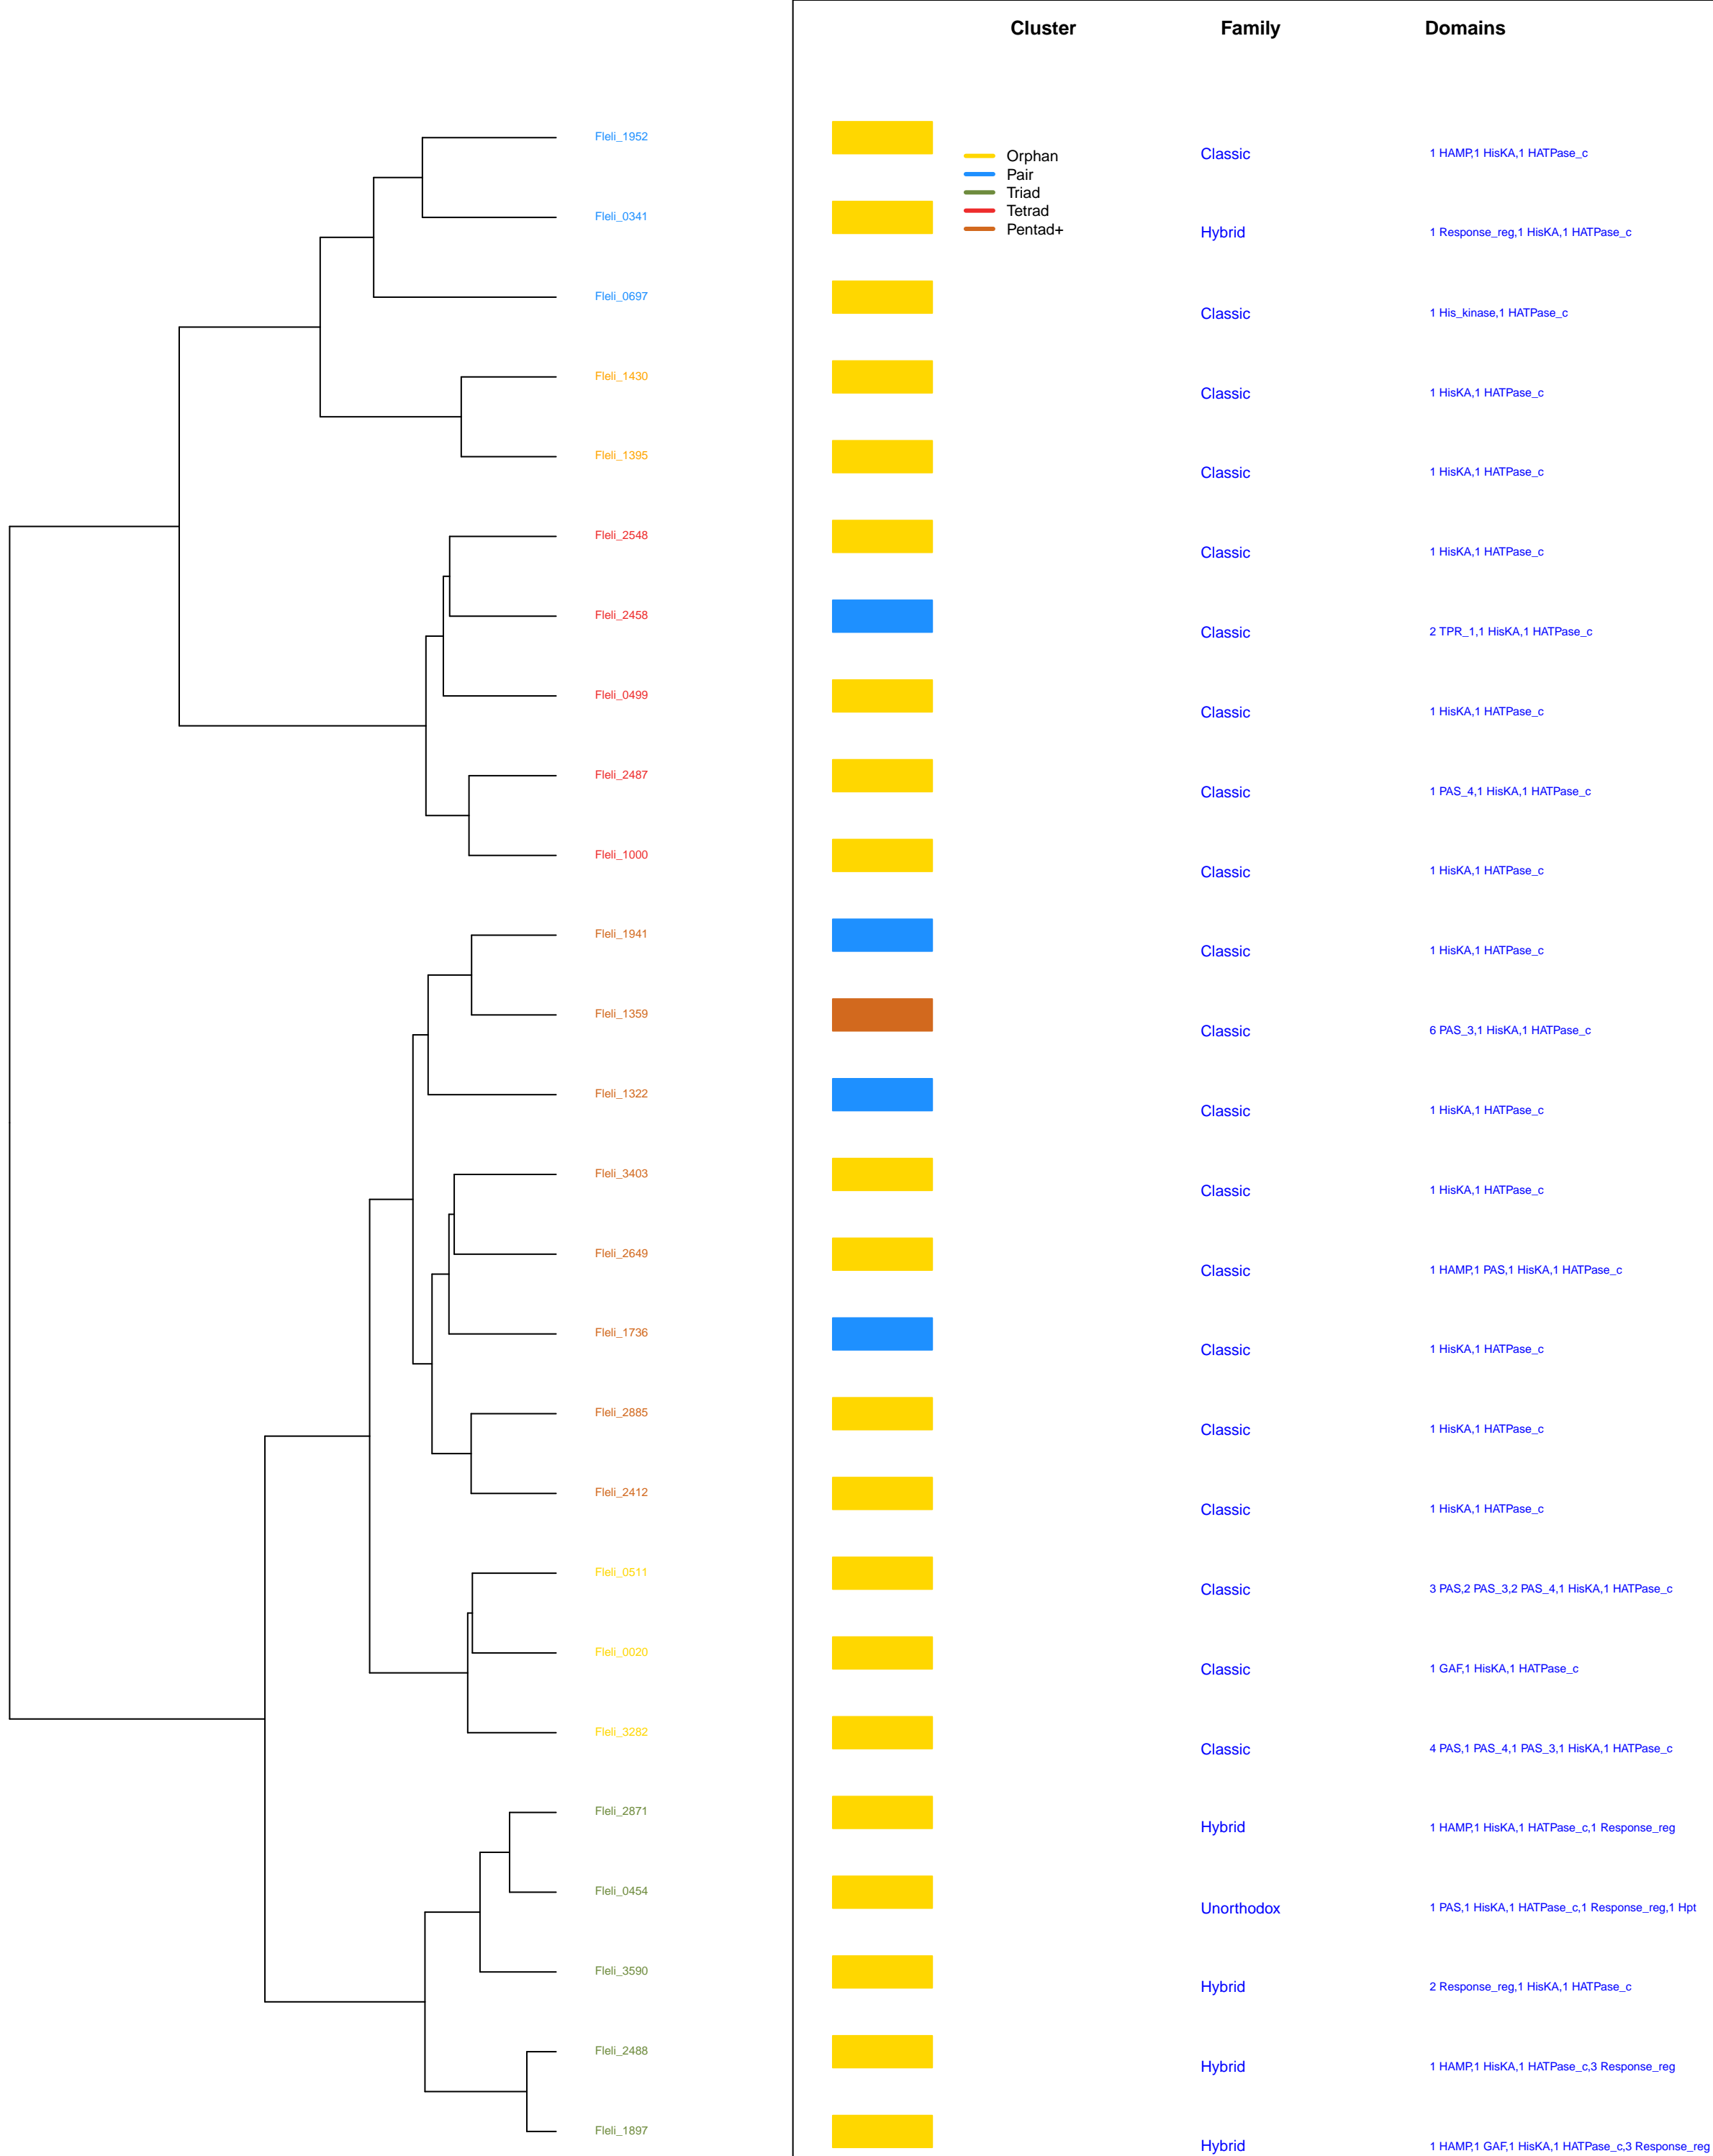 Cluster Family Domains
Fleli_1952 Classic 1 HAMP,1 HisKA,1 HATPase_c
Orphan
Pair
Triad
Tetrad
Pentad+
Fleli_0341 Hybrid 1 Response_reg,1 HisKA,1 HATPase_c
Fleli_0697 Classic 1 His_kinase,1 HATPase_c
Fleli_1430 Classic 1 HisKA,1 HATPase_c
Fleli_1395 Classic 1 HisKA,1 HATPase_c
Fleli_2548 Classic 1 HisKA,1 HATPase_c
Fleli_2458 Classic 2 TPR_1,1 HisKA,1 HATPase_c
Fleli_0499 Classic 1 HisKA,1 HATPase_c
Fleli_2487 Classic 1 PAS_4,1 HisKA,1 HATPase_c
Fleli_1000 Classic 1 HisKA,1 HATPase_c
Fleli_1941 Classic 1 HisKA,1 HATPase_c
Fleli_1359 Classic 6 PAS_3,1 HisKA,1 HATPase_c
Fleli_1322 Classic 1 HisKA,1 HATPase_c
Fleli_3403 Classic 1 HisKA,1 HATPase_c
Fleli_2649 Classic 1 HAMP,1 PAS,1 HisKA,1 HATPase_c
Fleli_1736 Classic 1 HisKA,1 HATPase_c
Fleli_2885 Classic 1 HisKA,1 HATPase_c
Fleli_2412 Classic 1 HisKA,1 HATPase_c
Fleli_0511 Classic 3 PAS,2 PAS_3,2 PAS_4,1 HisKA,1 HATPase_c
Fleli_0020 Classic 1 GAF,1 HisKA,1 HATPase_c
Fleli_3282 Classic 4 PAS,1 PAS_4,1 PAS_3,1 HisKA,1 HATPase_c
Fleli_2871 Hybrid 1 HAMP,1 HisKA,1 HATPase_c,1 Response_reg
Fleli_0454 Unorthodox 1 PAS,1 HisKA,1 HATPase_c,1 Response_reg,1 Hpt
Fleli_3590 Hybrid 2 Response_reg,1 HisKA,1 HATPase_c
Fleli_2488 Hybrid 1 HAMP,1 HisKA,1 HATPase_c,3 Response_reg
Fleli_1897 Hybrid 1 HAMP,1 GAF,1 HisKA,1 HATPase_c,3 Response_reg